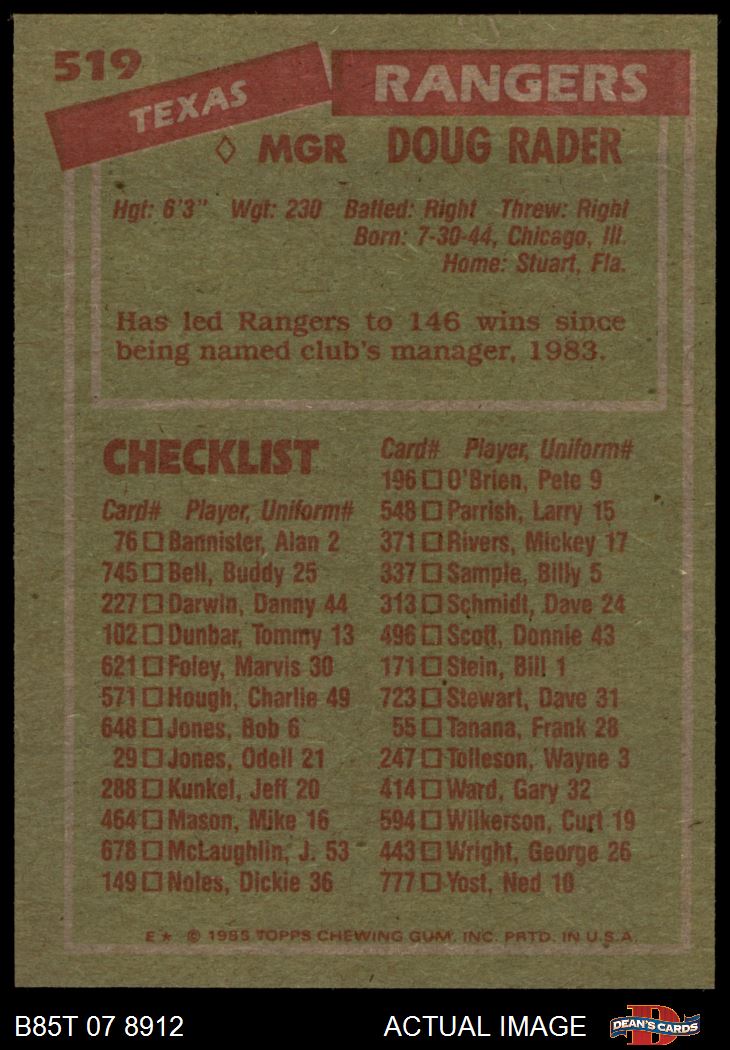 519
TEXAS
RANGERS
MGR DOUG RADER
Hgt: 6'3" Wgt: 230 Batted: Right Threw: Right
Born: 7-30-44, Chicago, Ill.
Home: Stuart, Fla.
Has led Rangers to 146 wins since
being named club's manager, 1983.
CHECKLIST
Card# Player, Uniform#
76 Bannister, Alan 2
745 Bell, Buddy 25
227 Darwin, Danny 44
102 Dunbar, Tommy 13
621 Foley, Marvis 30
571 Hough, Charlie 49
648 Jones, Bob 6
29 Jones, Odell 21
288 Kunkel, Jeff 20
464 Mason, Mike 16
678 McLaughlin, J. 53
149 Noles, Dickie 36
Card# Player, Uniform#
196 O'Brien, Pete 9
548 Parrish, Larry 15
371 Rivers, Mickey 17
337 Sample, Billy 5
313 Schmidt, Dave 24
496 Scott, Donnie 43
171 Stein, Bill 1
723 Stewart, Dave 31
55 Tanana, Frank 28
247 Tolleson, Wayne 3
414 Ward, Gary 32
594 Wilkerson, Curt 19
443 Wright, George 26
777 Yost, Ned 10
E* © 1985 TOPPS CHEWING GUM, INC. PRTD. IN U.S.A.
B85T 07 8912
ACTUAL IMAGE
D
DEAN'S CARDS